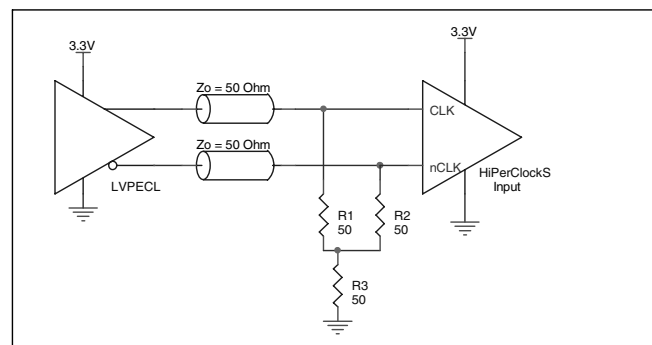 3.3V
3.3V
Zo = 50 Ohm
CLK
Zo = 50 Ohm
nCLK
LVPECL
HiPerClockS
Input
R1
50
R2
50
R3
50